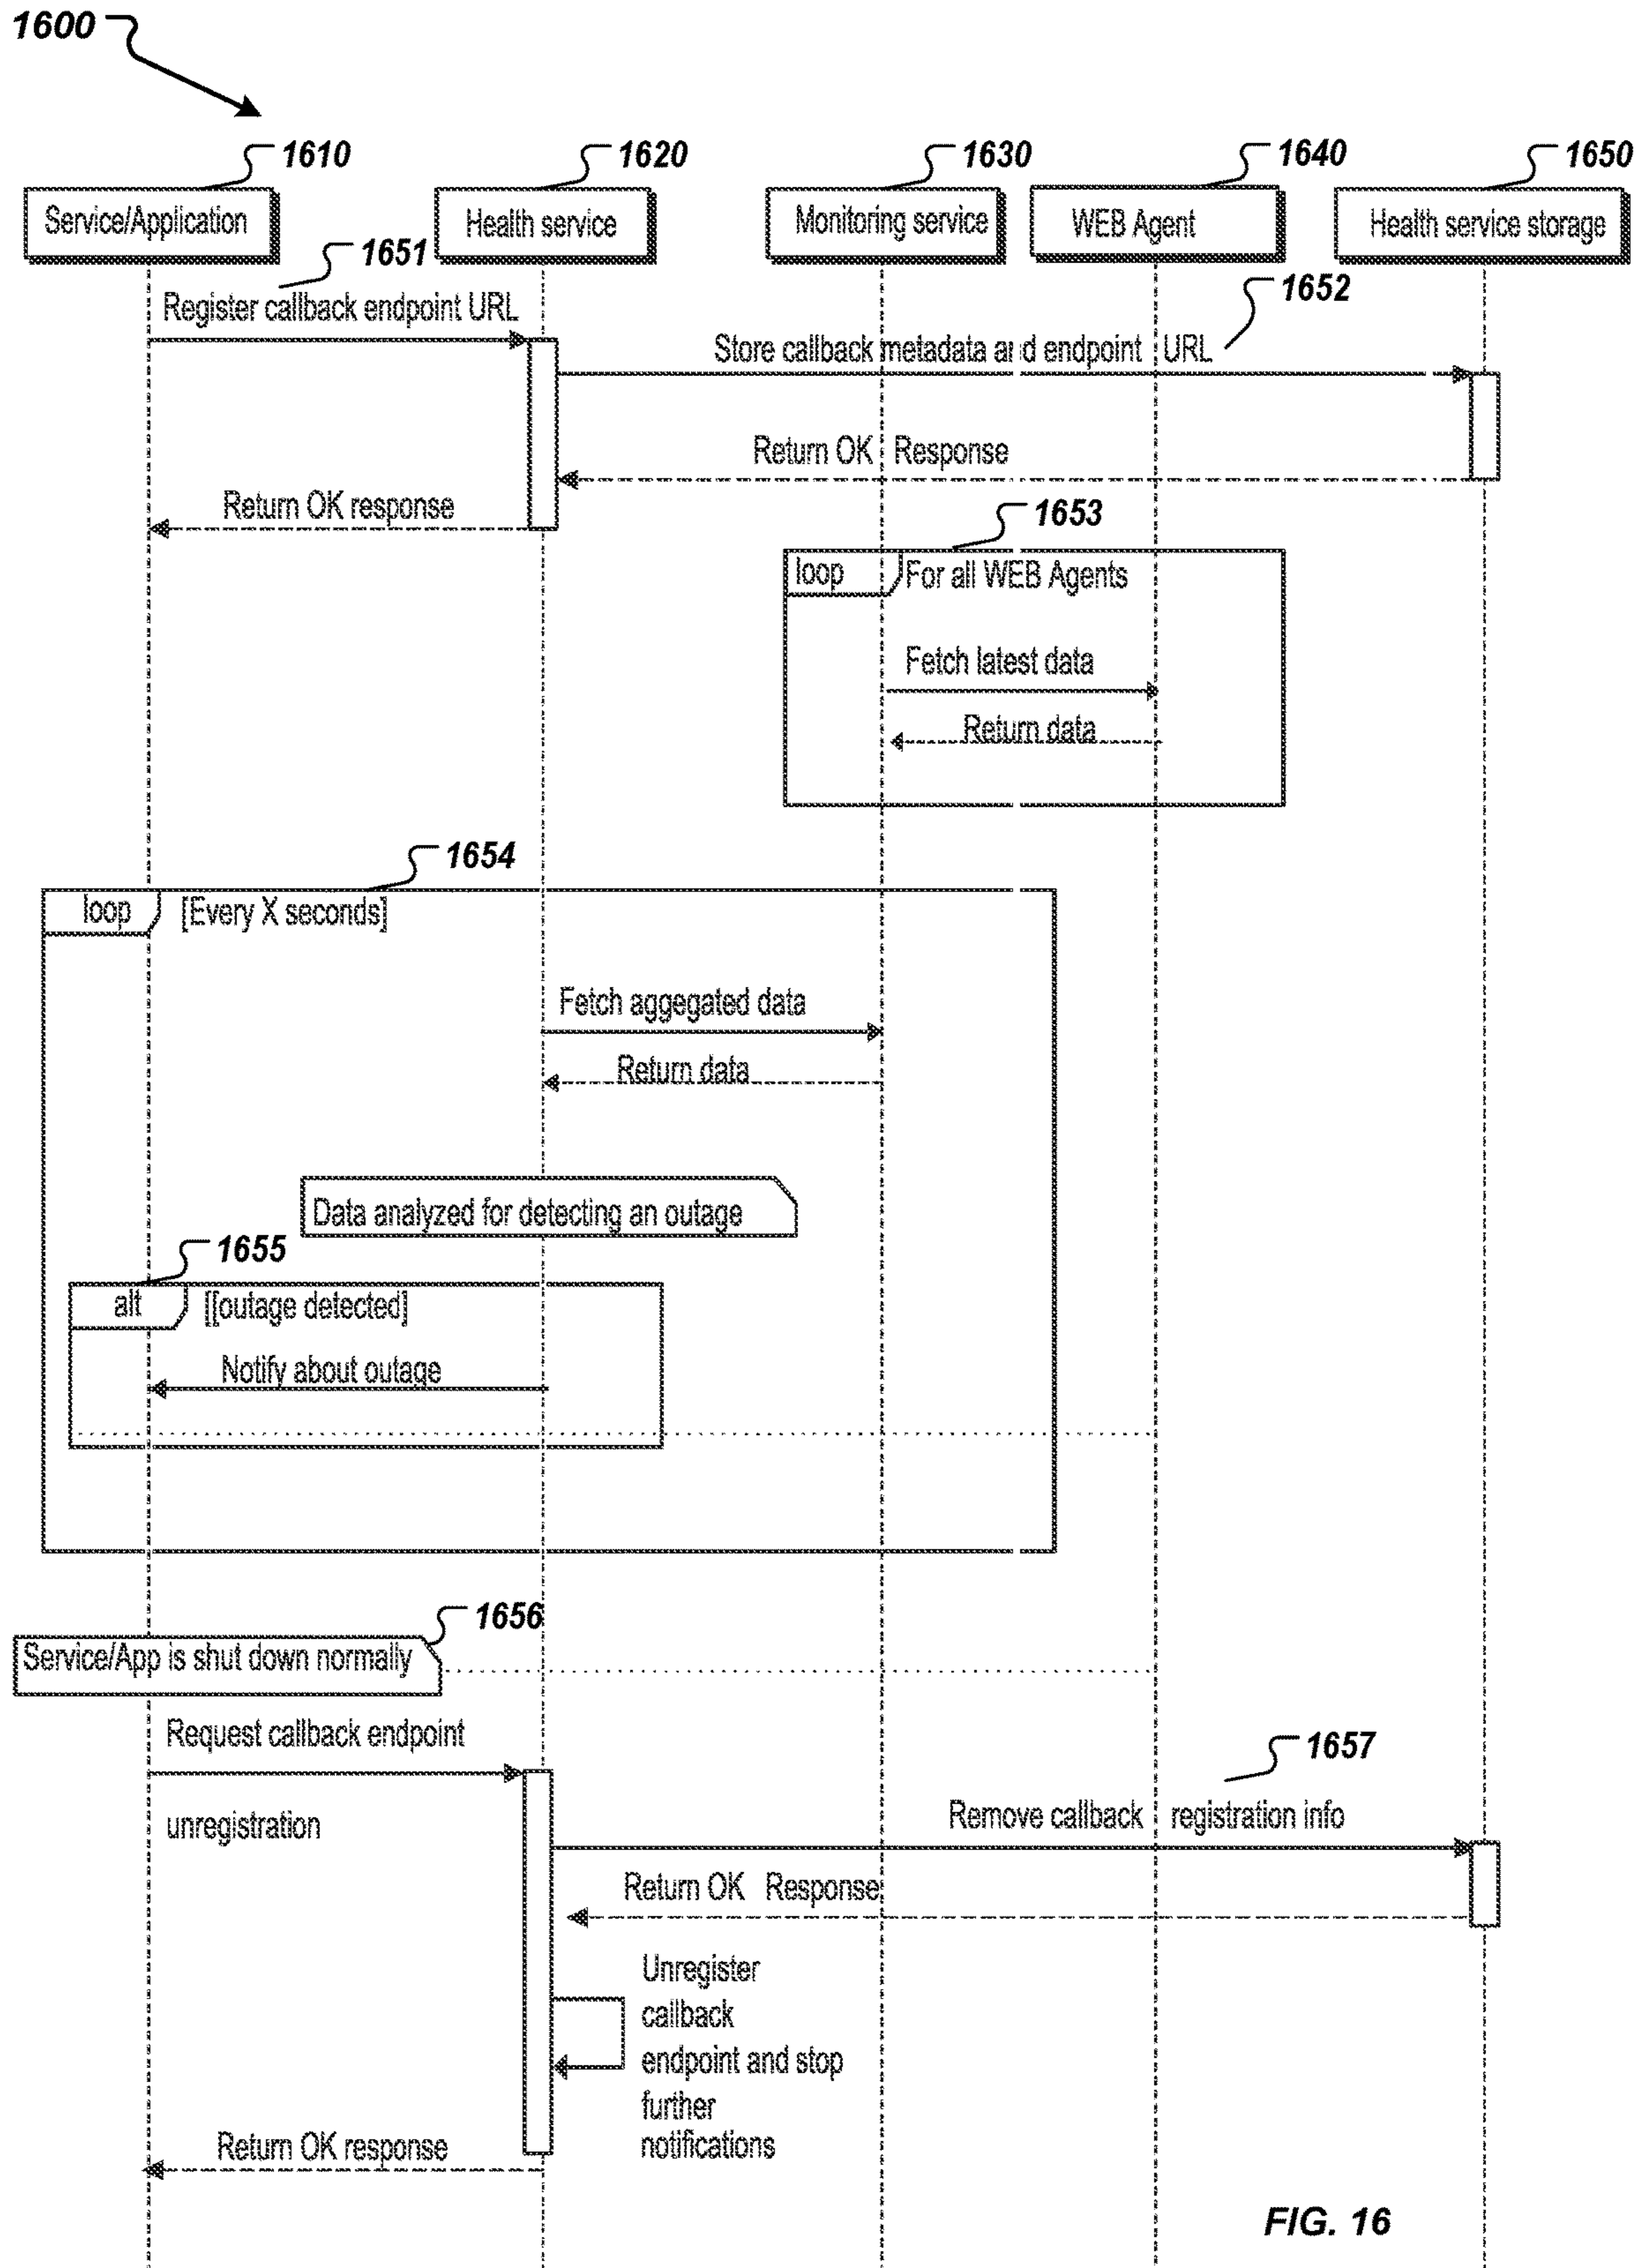 1600
1610
1620
1630
1640
1650
Service/Application
Health service
Monitoring service
WEB Agent
Health service storage
1651
Register callback endpoint URL
1652
Store callback metadata and endpoint URL
Return OK Response
Return OK response
1653
loop
For all WEB Agents
Fetch latest data
Return data
1654
loop
[Every X seconds]
Fetch aggegated data
Return data
Data analyzed for detecting an outage
1655
alt
[[outage detected]
Notify about outage
1656
Service/App is shut down normally
Request callback endpoint
unregistration
1657
Remove callback registration info
Return OK Response
Unregister
callback
endpoint and stop
further
notifications
Return OK response
FIG. 16